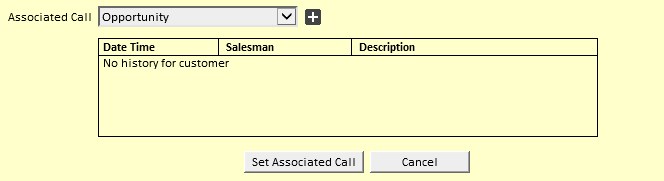 Associated Call Opportunity
Date Time Salesman Description
No history for customer
Set Associated Call Cancel